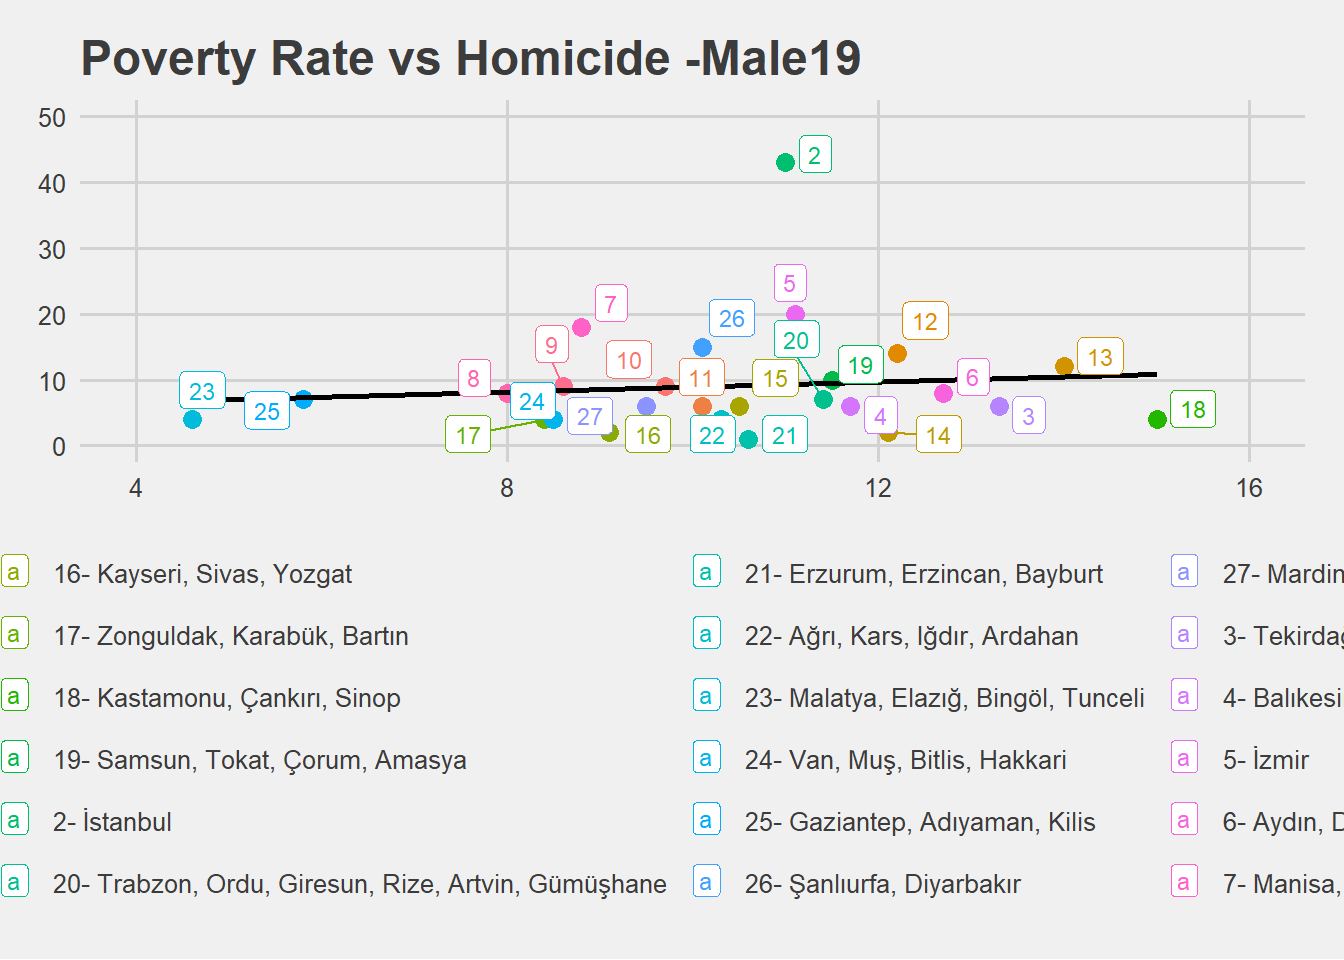 Poverty Rate vs Homicide -Male19
50
40
30
20
10
0
2
5
7
26
12
20
9
10
13
19
8
11
15
6
23
24
25
27
4
3
18
17
16
22
21
14
4
8
12
16
a 16- Kayseri, Sivas, Yozgat
a 17- Zonguldak, Karabük, Bartın
a 18- Kastamonu, Çankırı, Sinop
a 19- Samsun, Tokat, Çorum, Amasya
a 2- İstanbul
a 20- Trabzon, Ordu, Giresun, Rize, Artvin, Gümüşhane
a 21- Erzurum, Erzincan, Bayburt
a 22- Ağrı, Kars, Iğdır, Ardahan
a 23- Malatya, Elazığ, Bingöl, Tunceli
a 24- Van, Muş, Bitlis, Hakkari
a 25- Gaziantep, Adıyaman, Kilis
a 26- Şanlıurfa, Diyarbakır
a 27- Mardin
a 3- Tekirdağ
a 4- Balıkesi
a 5- İzmir
a 6- Aydın,
a 7- Manisa,